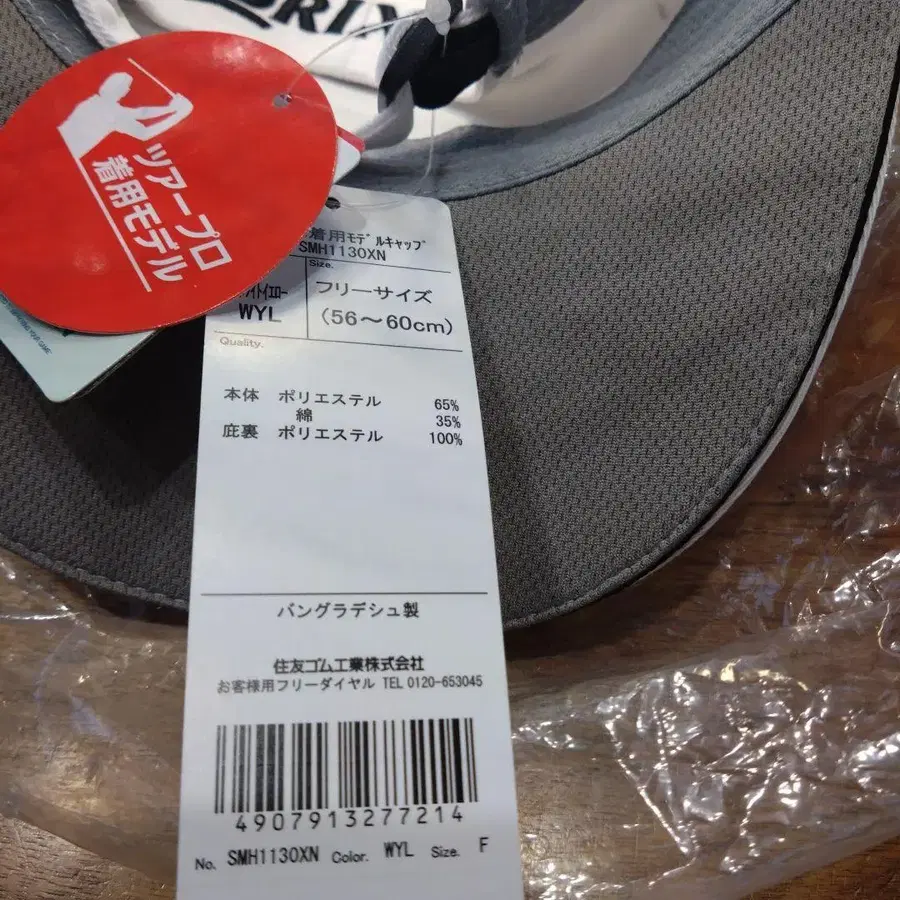 ツアープロ
着用モデル
着用ﾓﾃﾞﾙｷｬｯﾌﾟ
SMH1130XN
Size.
WYL
フリーサイズ
(56～60cm)
Quality.
本体 ポリエステル 65%
綿 35%
庇裏 ポリエステル 100%
バングラデシュ製
住友ゴム工業株式会社
お客様用フリーダイヤル TEL 0120-653045
4907913277214
No. SMH1130XN Color. WYL Size. F